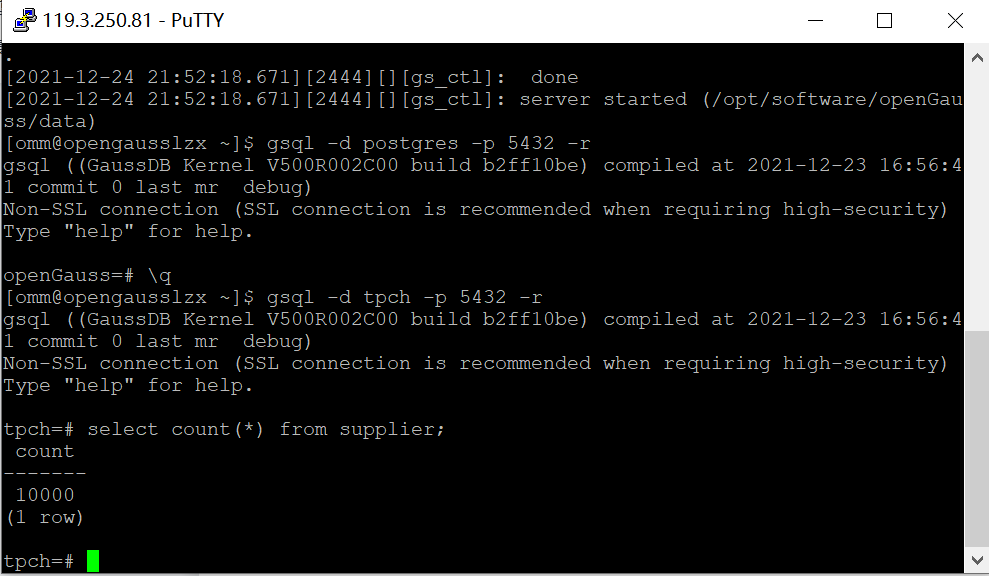 119.3.250.81 - PuTTY
.
[2021-12-24 21:52:18.671][2444][][gs_ctl]:  done
[2021-12-24 21:52:18.671][2444][][gs_ctl]: server started (/opt/software/openGau
ss/data)
[omm@opengausslzx ~]$ gsql -d postgres -p 5432 -r
gsql ((GaussDB Kernel V500R002C00 build b2ff10be) compiled at 2021-12-23 16:56:4
1 commit 0 last mr  debug)
Non-SSL connection (SSL connection is recommended when requiring high-security)
Type "help" for help.
openGauss=# \q
[omm@opengausslzx ~]$ gsql -d tpch -p 5432 -r
gsql ((GaussDB Kernel V500R002C00 build b2ff10be) compiled at 2021-12-23 16:56:4
1 commit 0 last mr  debug)
Non-SSL connection (SSL connection is recommended when requiring high-security)
Type "help" for help.
tpch=# select count(*) from supplier;
 count
-------
 10000
(1 row)
tpch=#